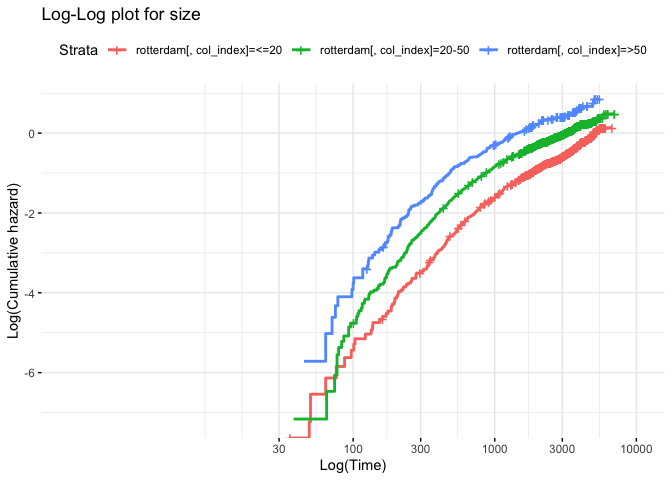 Log-Log plot for size
Strata rotterdam[, col_index]=<=20 rotterdam[, col_index]=20-50 rotterdam[, col_index]=>50
Log(Cumulative hazard)
0
-2
-4
-6
30 100 300 1000 3000 10000
Log(Time)